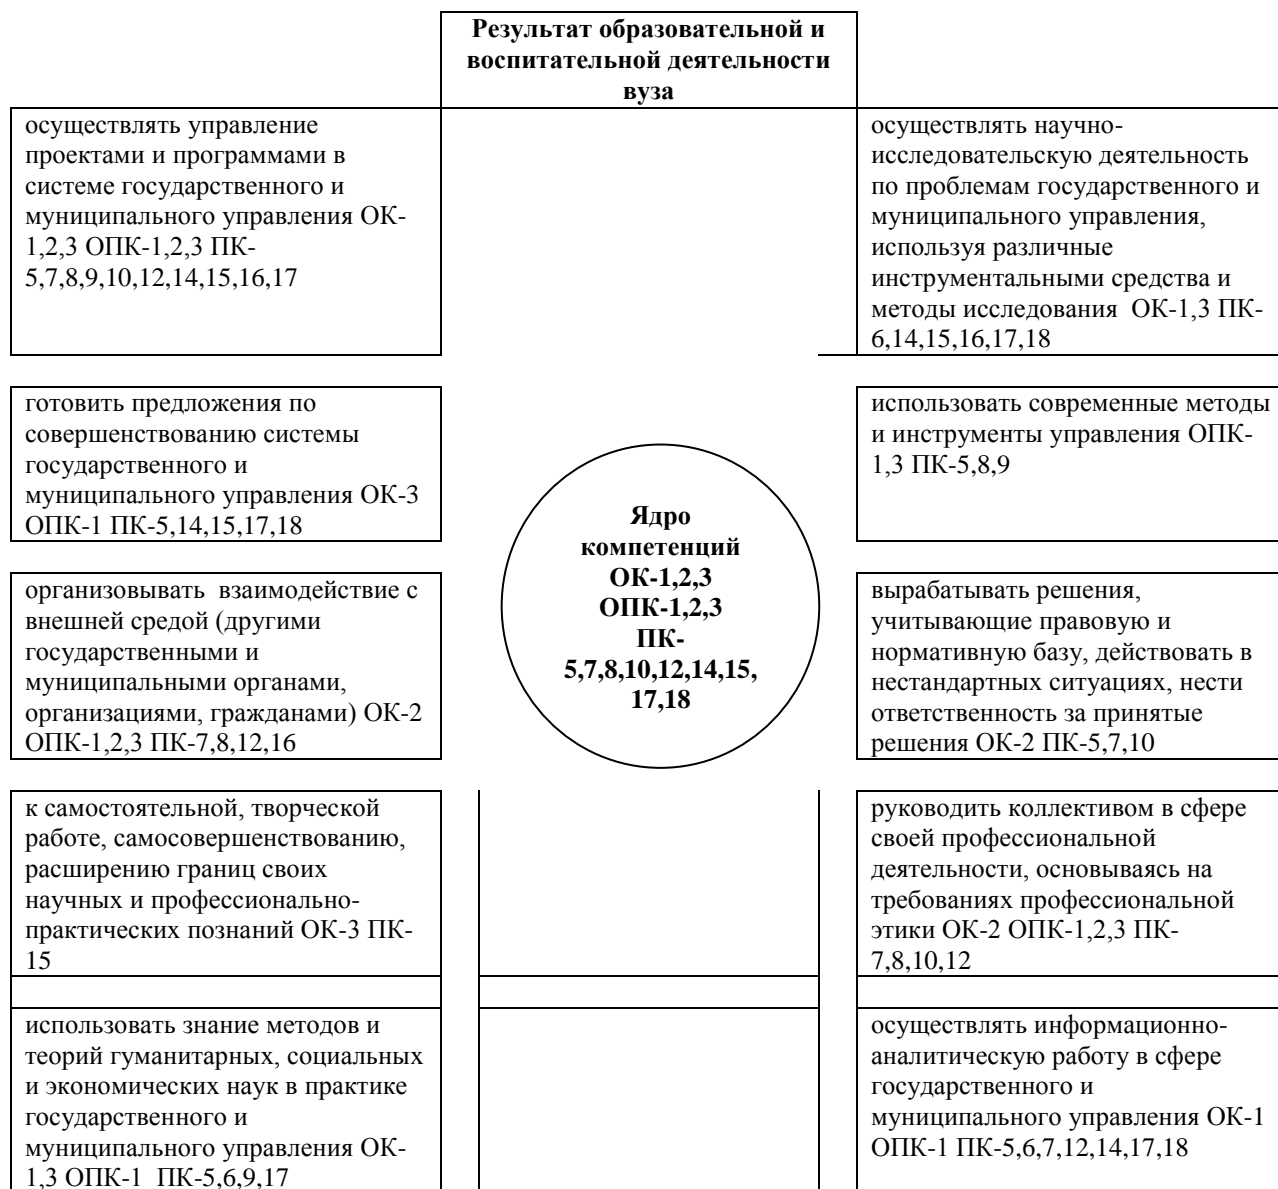 Результат образовательной и
воспитательной деятельности
вуза
осуществлять управление
проектами и программами в
системе государственного и
муниципального управления ОК-
1,2,3 ОПК-1,2,3 ПК-
5,7,8,9,10,12,14,15,16,17
осуществлять научно-
исследовательскую деятельность
по проблемам государственного и
муниципального управления,
используя различные
инструментальными средства и
методы исследования  ОК-1,3 ПК-
6,14,15,16,17,18
готовить предложения по
совершенствованию системы
государственного и
муниципального управления ОК-3
ОПК-1 ПК-5,14,15,17,18
использовать современные методы
и инструменты управления ОПК-
1,3 ПК-5,8,9
Ядро
компетенций
ОК-1,2,3
ОПК-1,2,3
ПК-
5,7,8,10,12,14,15,
17,18
организовывать  взаимодействие с
внешней средой (другими
государственными и
муниципальными органами,
организациями, гражданами) ОК-2
ОПК-1,2,3 ПК-7,8,12,16
вырабатывать решения,
учитывающие правовую и
нормативную базу, действовать в
нестандартных ситуациях, нести
ответственность за принятые
решения ОК-2 ПК-5,7,10
к самостоятельной, творческой
работе, самосовершенствованию,
расширению границ своих
научных и профессионально-
практических познаний ОК-3 ПК-
15
руководить коллективом в сфере
своей профессиональной
деятельности, основываясь на
требованиях профессиональной
этики ОК-2 ОПК-1,2,3 ПК-
7,8,10,12
использовать знание методов и
теорий гуманитарных, социальных
и экономических наук в практике
государственного и
муниципального управления ОК-
1,3 ОПК-1  ПК-5,6,9,17
осуществлять информационно-
аналитическую работу в сфере
государственного и
муниципального управления ОК-1
ОПК-1 ПК-5,6,7,12,14,17,18